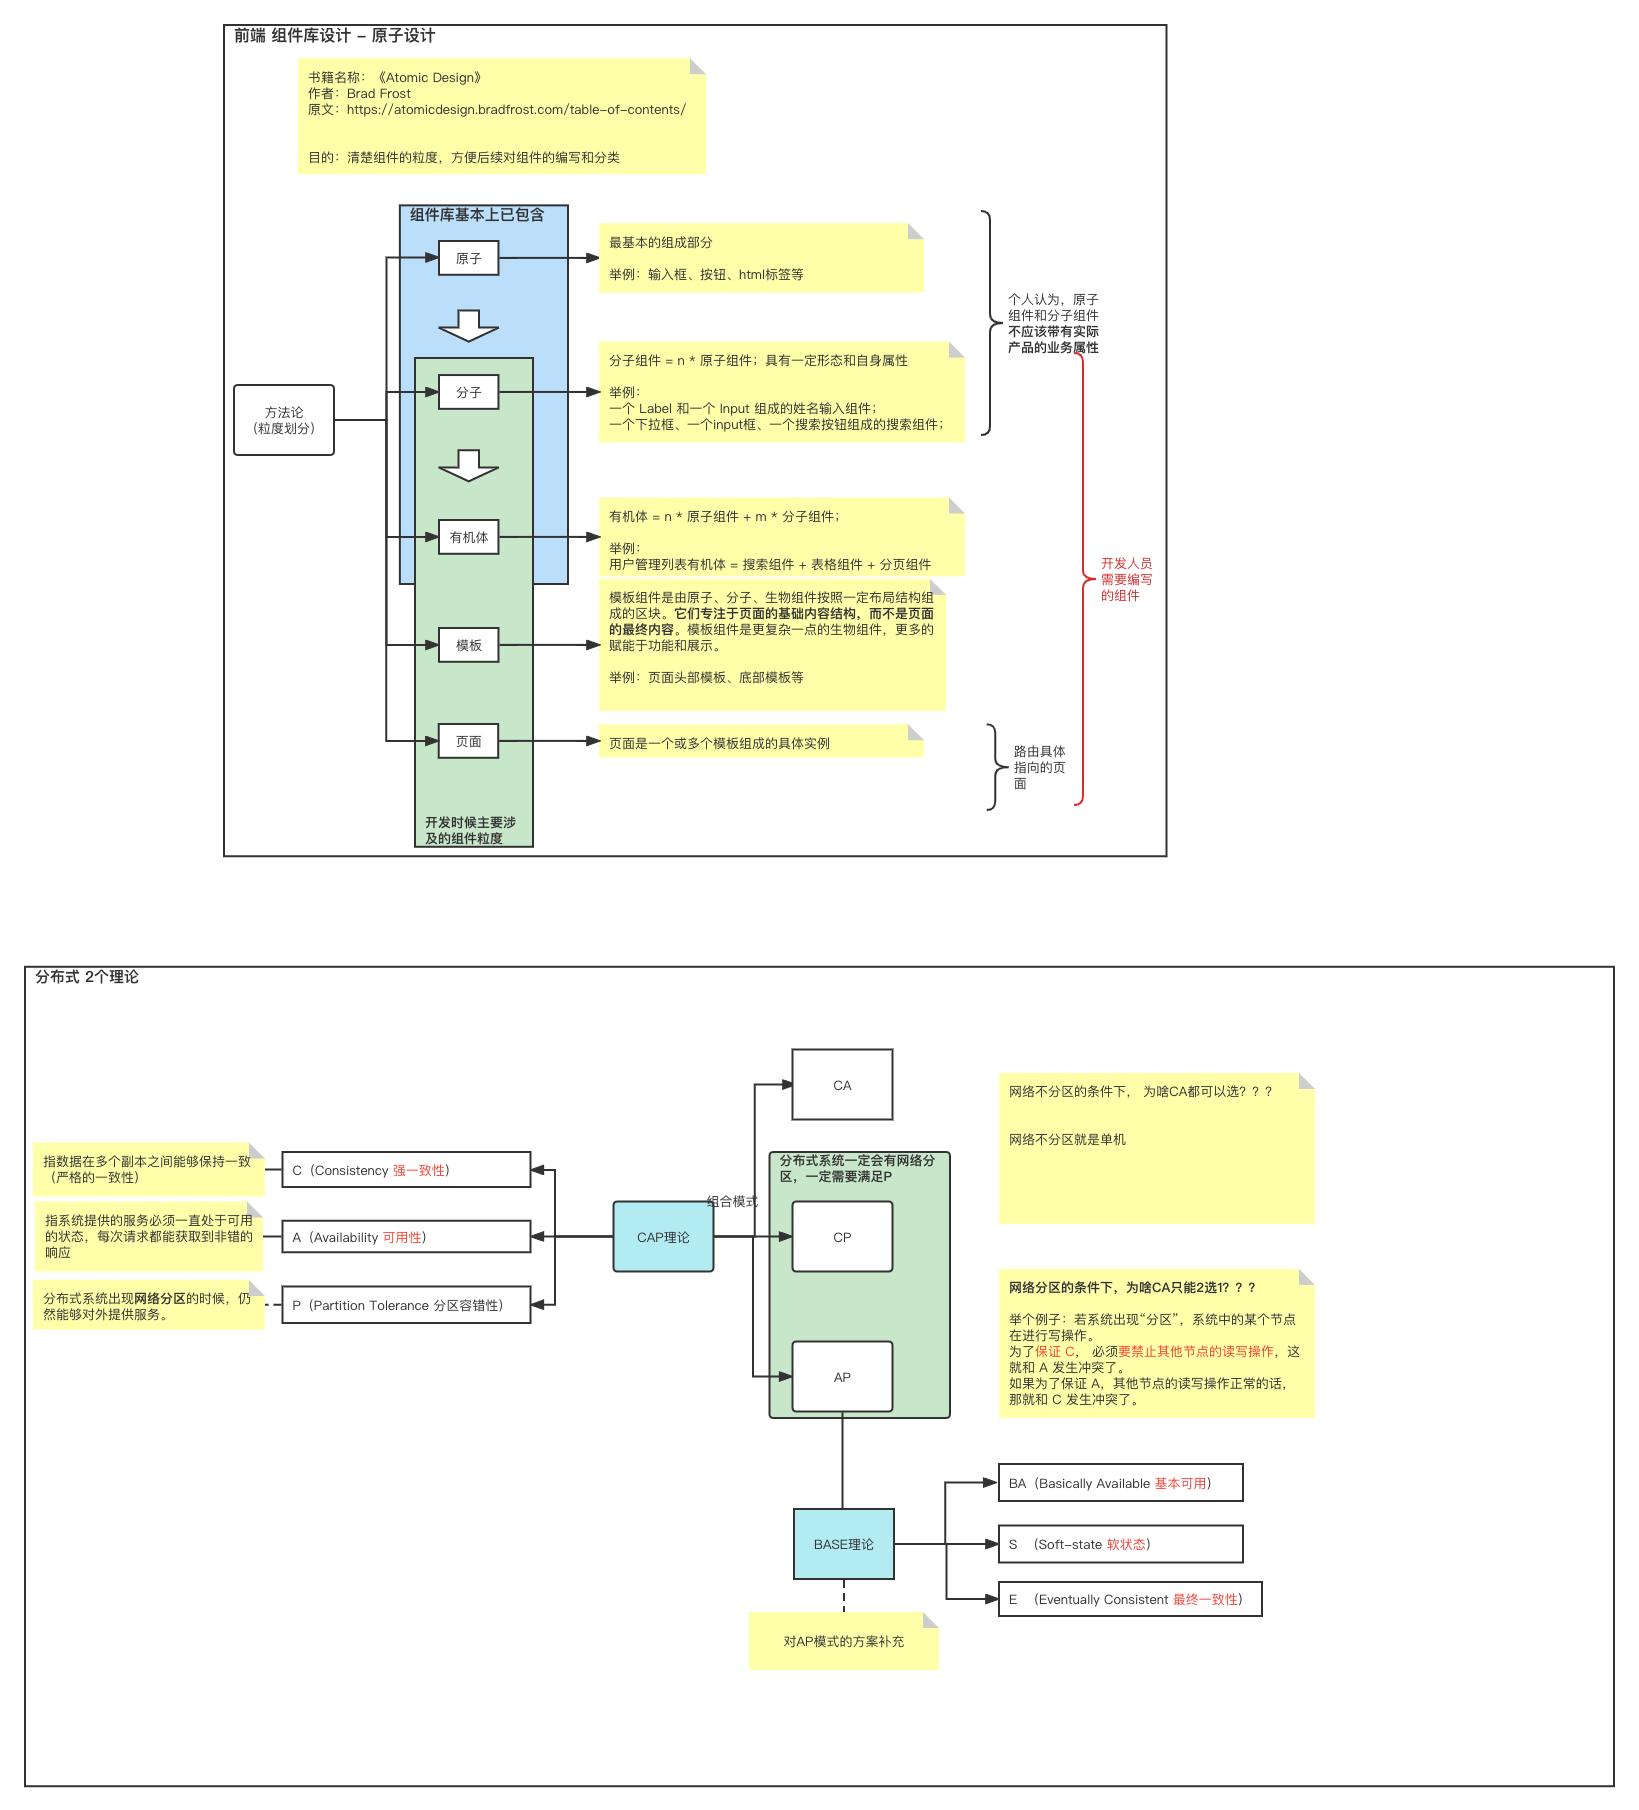 前端 组件库设计 – 原子设计
书籍名称：《Atomic Design》
作者：Brad Frost
原文：https://atomicdesign.bradfrost.com/table-of-contents/
目的：清楚组件的粒度，方便后续对组件的编写和分类
组件库基本上已包含
原子
最基本的组成部分
举例：输入框、按钮、html标签等
个人认为，原子
组件和分子组件
不应该带有实际
产品的业务属性
方法论
（粒度划分）
分子
分子组件 = n * 原子组件；具有一定形态和自身属性
举例：
一个 Label 和一个 Input 组成的姓名输入组件；
一个下拉框、一个input框、一个搜索按钮组成的搜索组件；
有机体
有机体 = n * 原子组件 + m * 分子组件；
举例：
用户管理列表有机体 = 搜索组件 + 表格组件 + 分页组件
开发人员
需要编写
的组件
模板
模板组件是由原子、分子、生物组件按照一定布局结构组
成的区块。它们专注于页面的基础内容结构，而不是页面
的最终内容。模板组件是更复杂一点的生物组件，更多的
赋能于功能和展示。
举例：页面头部模板、底部模板等
页面
页面是一个或多个模板组成的具体实例
路由具体
指向的页
面
开发时候主要涉
及的组件粒度
分布式 2个理论
CA
网络不分区的条件下， 为啥CA都可以选？？？
网络不分区就是单机
指数据在多个副本之间能够保持一致
（严格的一致性）
C（Consistency 强一致性）
分布式系统一定会有网络分
区，一定需要满足P
指系统提供的服务必须一直处于可用
的状态，每次请求都能获取到非错的
响应
A（Availability 可用性）
CAP理论
组合模式
CP
分布式系统出现网络分区的时候，仍
然能够对外提供服务。
P（Partition Tolerance 分区容错性）
AP
网络分区的条件下，为啥CA只能2选1？？？
举个例子：若系统出现“分区”，系统中的某个节点
在进行写操作。
为了保证 C， 必须要禁止其他节点的读写操作，这
就和 A 发生冲突了。
如果为了保证 A，其他节点的读写操作正常的话，
那就和 C 发生冲突了。
BASE理论
BA（Basically Available 基本可用）
S （Soft-state 软状态）
E （Eventually Consistent 最终一致性）
对AP模式的方案补充